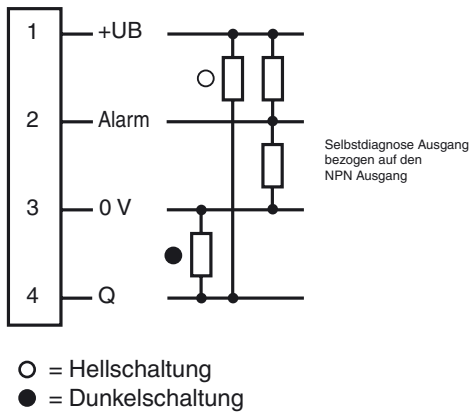 1 +UB
2 Alarm
Selbstdiagnose Ausgang
bezogen auf den
NPN Ausgang
3 0 V
4 Q
= Hellschaltung
= Dunkelschaltung